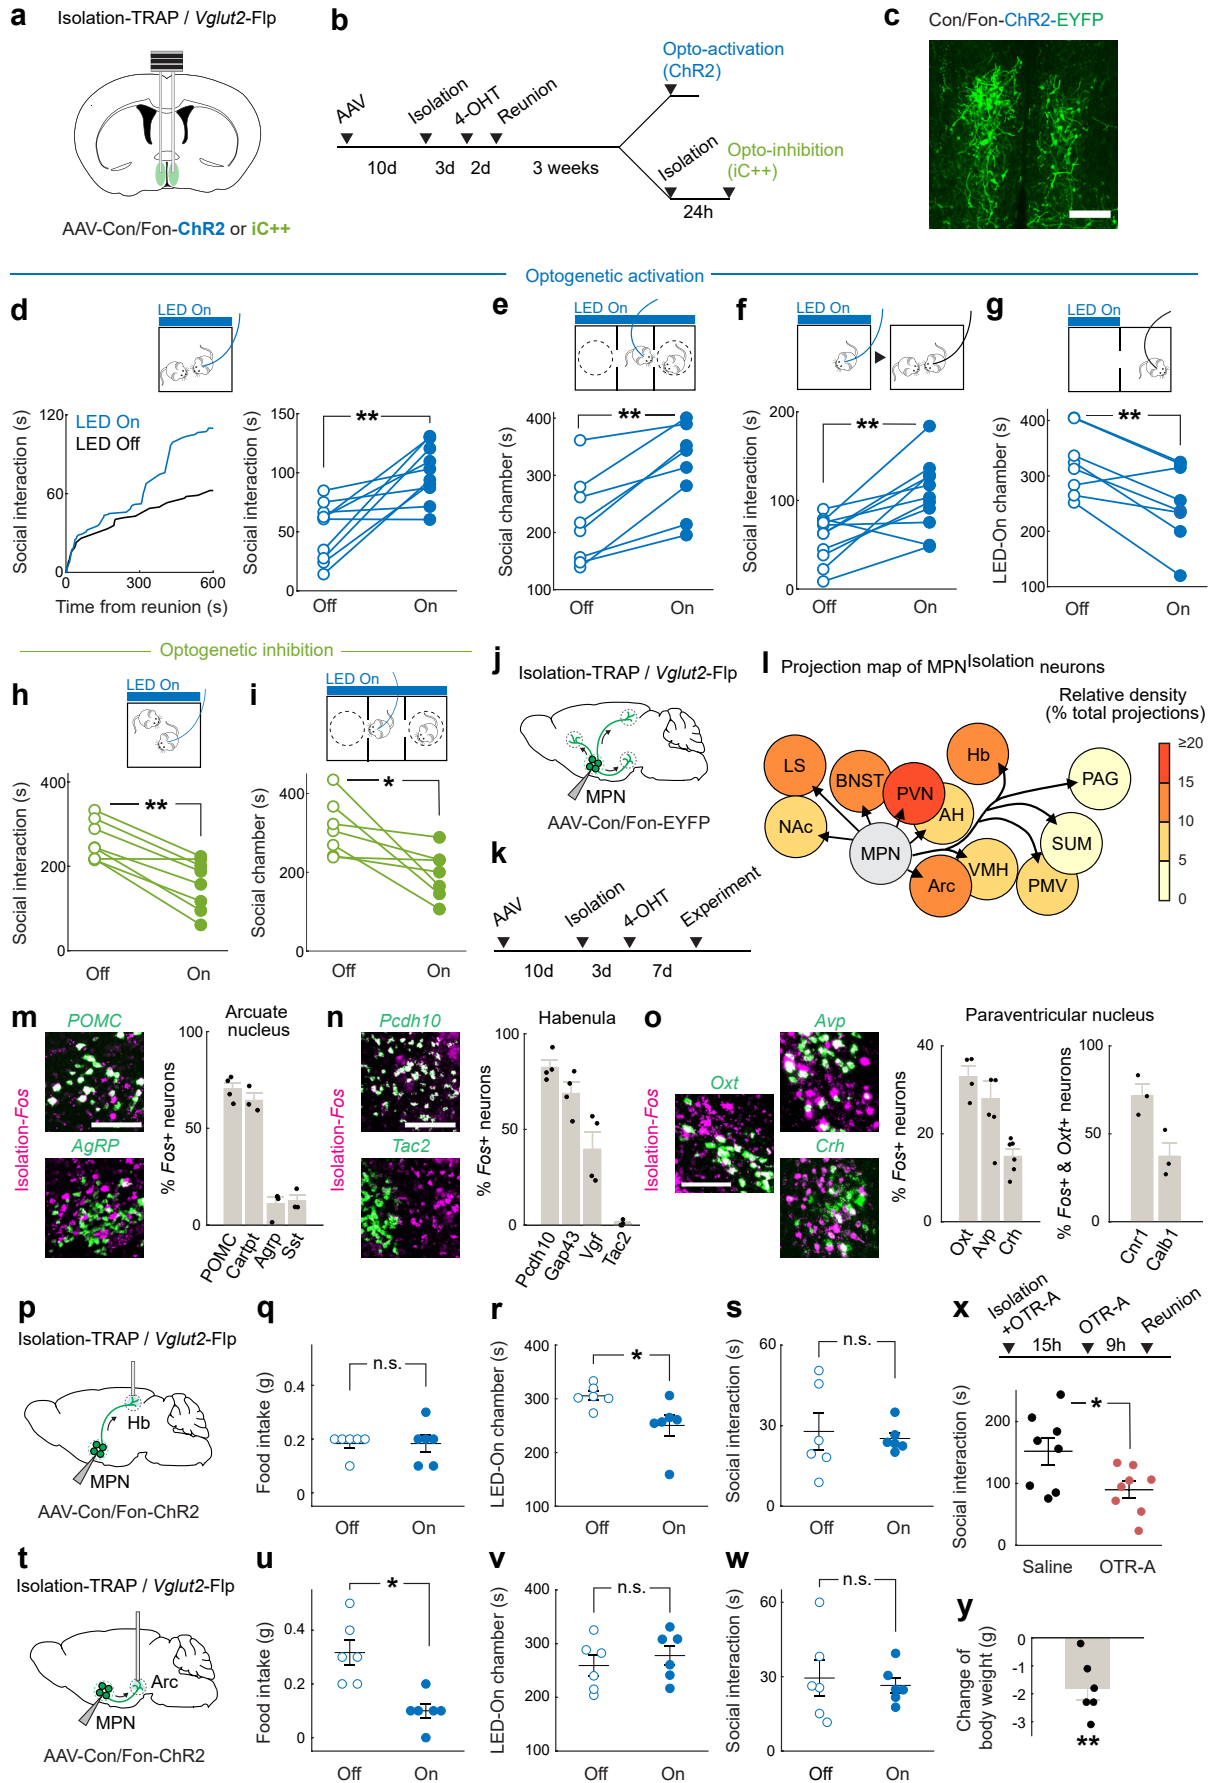 a
Isolation-TRAP / Vglut2-Flp
AAV-Con/Fon-ChR2 or iC++
b
AAV
Isolation
4-OHT
Reunion
10d
3d
2d
3 weeks
Opto-activation
(ChR2)
Isolation
Opto-inhibition
(iC++)
24h
c
Con/Fon-ChR2-EYFP
Optogenetic activation
d
LED On
Social interaction (s)
120
60
0
LED On
LED Off
0
300
600
Time from reunion (s)
Social interaction (s)
150
100
50
0
**
Off
On
e
LED On
Social chamber (s)
400
300
200
100
**
Off
On
f
LED On
Social interaction (s)
200
100
0
**
Off
On
g
LED On
LED-On chamber (s)
400
300
200
100
**
Off
On
Optogenetic inhibition
h
LED On
Social interaction (s)
400
200
0
**
Off
On
i
LED On
Social chamber (s)
400
300
200
100
0
*
Off
On
j
Isolation-TRAP / Vglut2-Flp
MPN
AAV-Con/Fon-EYFP
k
AAV
Isolation
4-OHT
Experiment
10d
3d
7d
l
Projection map of MPNIsolation neurons
Relative density
(% total projections)
≥20
15
10
5
0
LS
BNST
PVN
Hb
PAG
NAc
AH
MPN
SUM
Arc
VMH
PMV
m
Isolation-Fos
POMC
AgRP
Arcuate
nucleus
% Fos+ neurons
100
50
0
POMC
Cartpt
Agrp
Sst
n
Isolation-Fos
Pcdh10
Tac2
Habenula
% Fos+ neurons
100
50
0
Pcdh10
Gap43
Vgf
Tac2
o
Isolation-Fos
Oxt
Avp
Crh
Paraventricular nucleus
% Fos+ neurons
40
20
0
Oxt
Avp
Crh
% Fos+ & Oxt+ neurons
100
50
0
Cnr1
Calb1
p
Isolation-TRAP / Vglut2-Flp
Hb
MPN
AAV-Con/Fon-ChR2
q
Food intake (g)
0.4
0.2
0
n.s.
Off
On
r
LED-On chamber (s)
400
300
200
100
*
Off
On
s
Social interaction (s)
60
30
0
n.s.
Off
On
x
Isolation
+OTR-A
OTR-A
Reunion
15h
9h
Social interaction (s)
200
100
0
*
Saline
OTR-A
t
Isolation-TRAP / Vglut2-Flp
Arc
MPN
AAV-Con/Fon-ChR2
u
Food intake (g)
0.4
0.2
0
*
Off
On
v
LED-On chamber (s)
400
300
200
100
n.s.
Off
On
w
Social interaction (s)
60
30
0
n.s.
Off
On
y
Change of
body weight (g)
0
-1
-2
-3
**